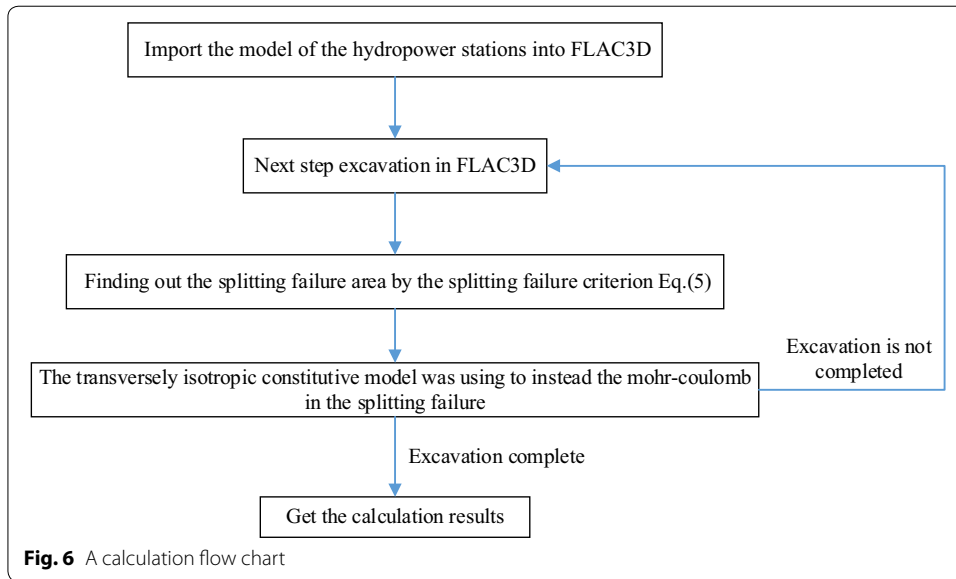 Import the model of the hydropower stations into FLAC3D
Next step excavation in FLAC3D
Finding out the splitting failure area by the splitting failure criterion Eq.(5)
Excavation is not
completed
The transversely isotropic constitutive model was using to instead the mohr-coulomb
in the splitting failure
Excavation complete
Get the calculation results
Fig. 6 A calculation flow chart